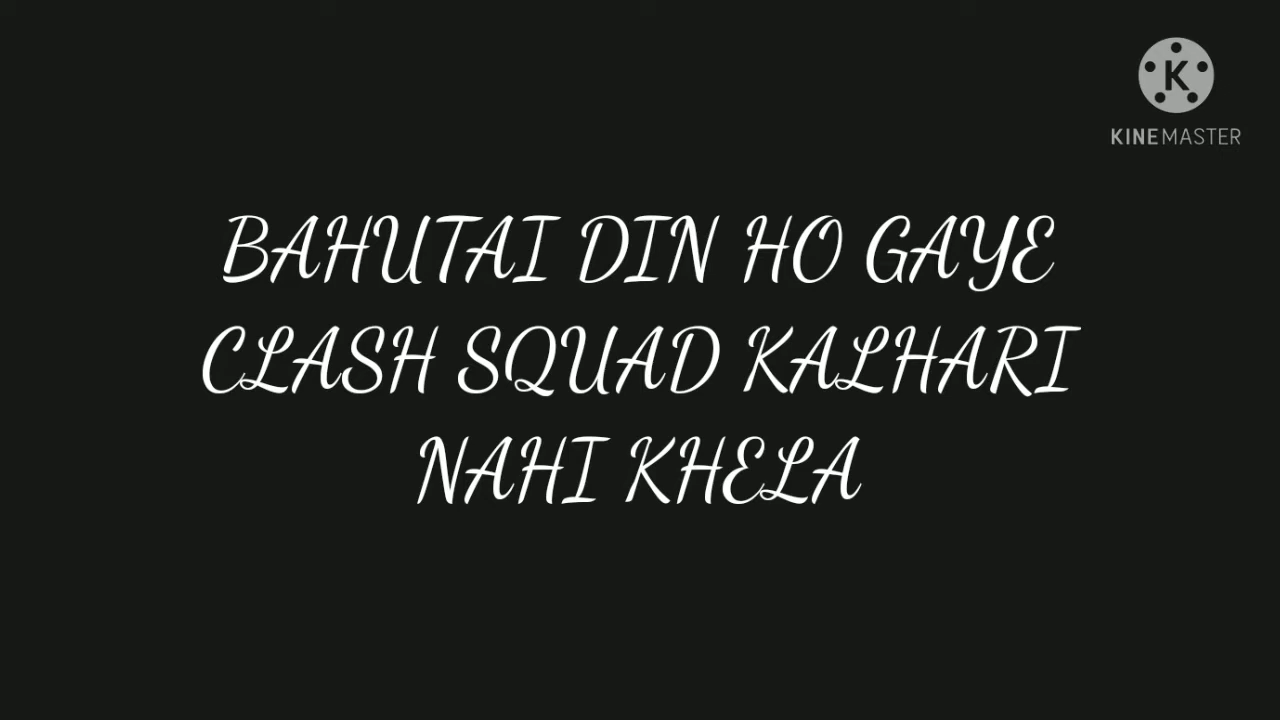 K
KINEMASTER
BAHUTAI DIN HO GAYE
CLASH SQUAD KALHARI
NAHI KHELA